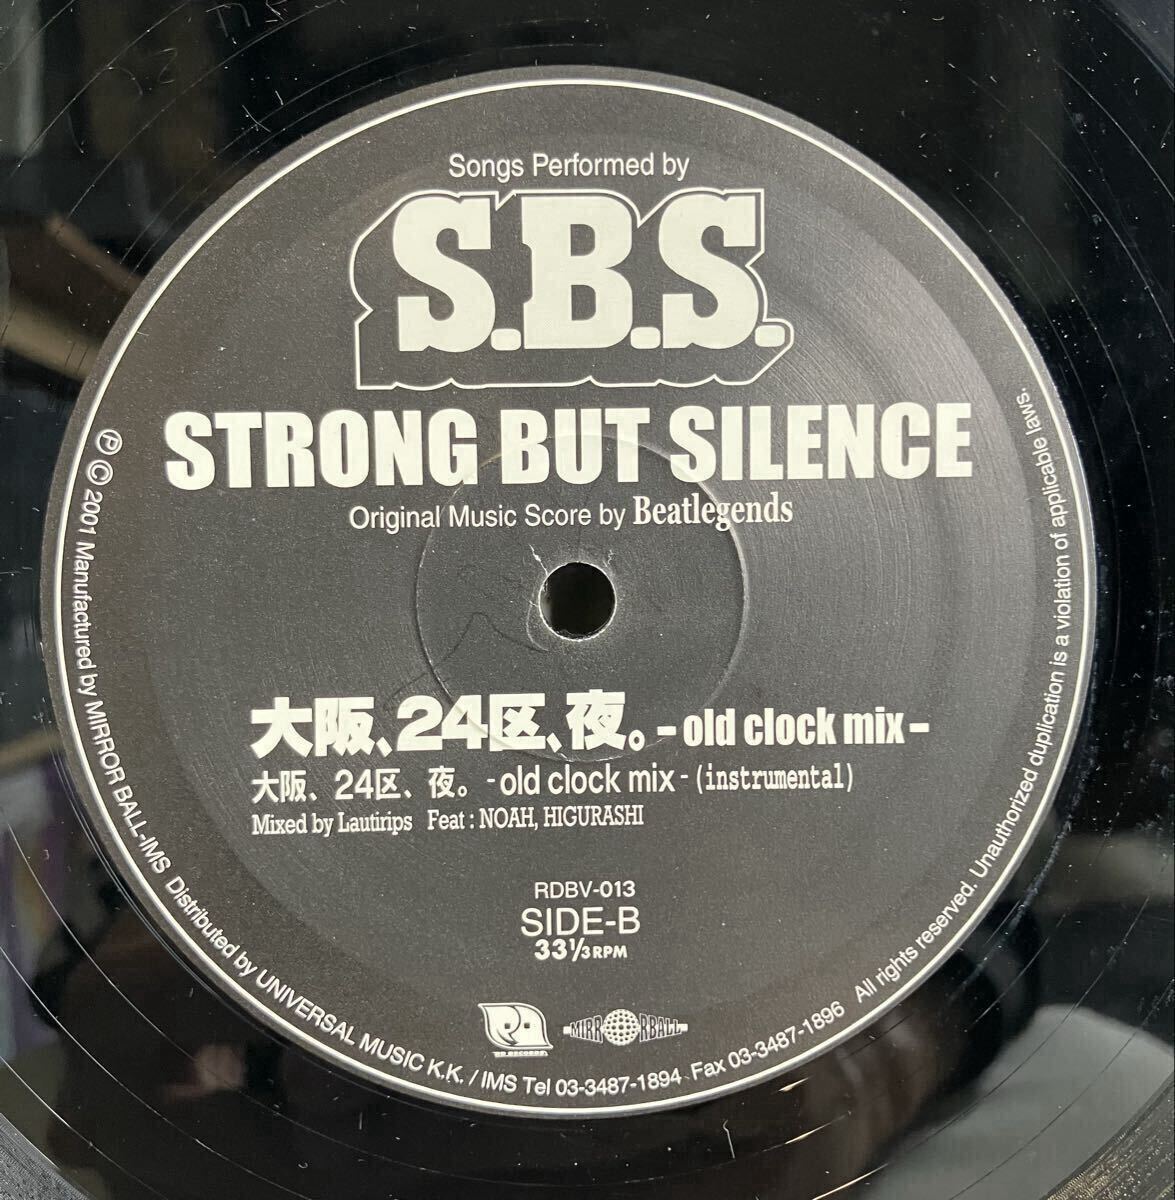 Songs Performed by
S.B.S.
STRONG BUT SILENCE
Original Music Score by Beatlegends
大阪、24区、夜。- old clock mix -
大阪、24区、夜。- old clock mix - (instrumental)
Mixed by Lautirips Feat : NOAH, HIGURASHI
RDBV-013
SIDE-B
33⅓RPM
RD RECORDS
MIRRORBALL
Ⓟ Ⓒ 2001 Manufactured by MIRROR BALL-IMS Distributed by UNIVERSAL MUSIC K.K. / IMS Tel 03-3487-1894 Fax 03-3487-1896 All rights reserved. Unauthorized duplication is a violation of applicable laws.